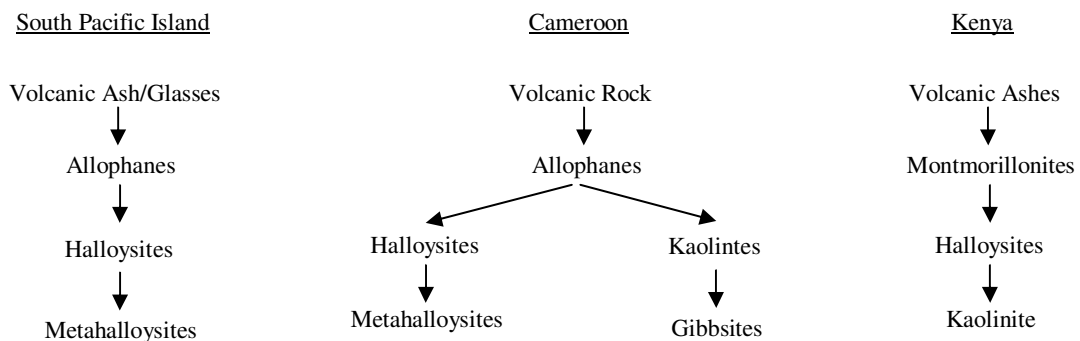 South Pacific Island
Volcanic Ash/Glasses
Allophanes
Halloysites
Metahalloysites
Cameroon
Volcanic Rock
Allophanes
Halloysites
Kaolintes
Metahalloysites
Gibbsites
Kenya
Volcanic Ashes
Montmorillonites
Halloysites
Kaolinite